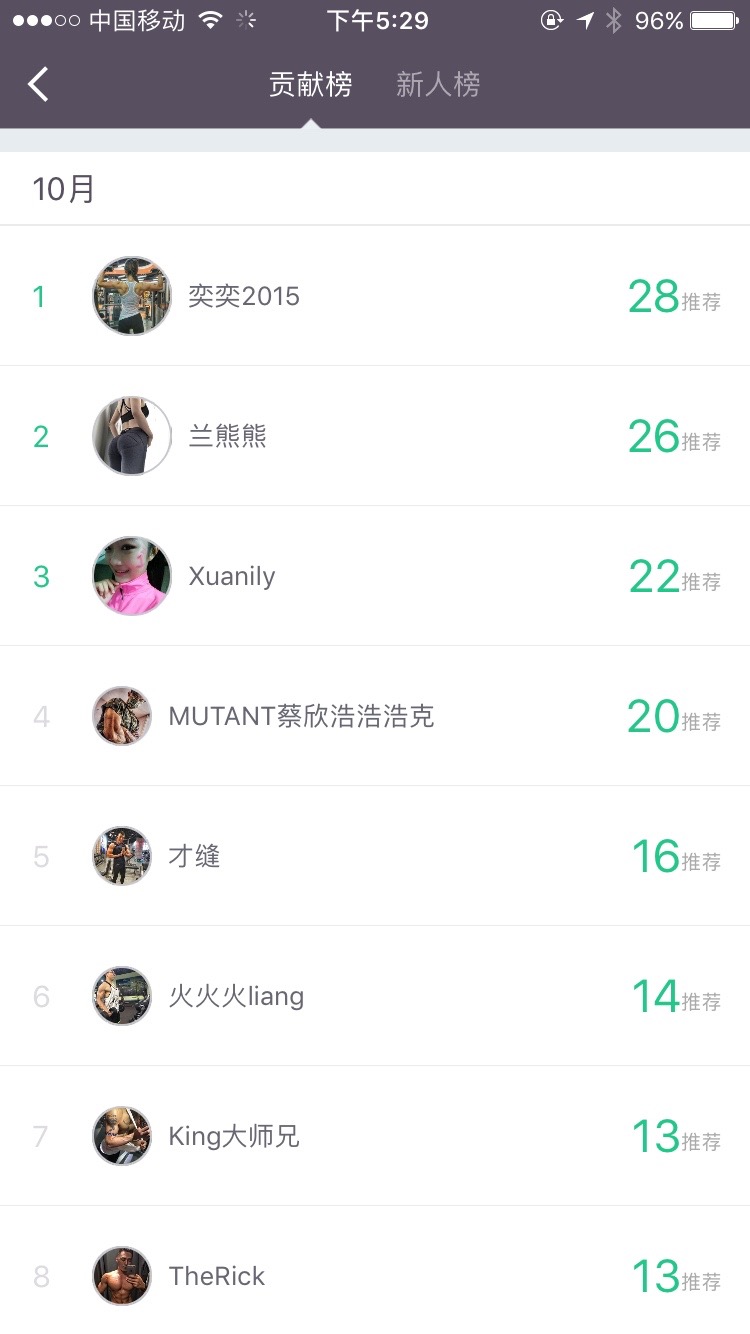 中国移动 下午5:29 96%
贡献榜 新人榜
10月
1 奕奕2015 28推荐
2 兰熊熊 26推荐
3 Xuanily 22推荐
4 MUTANT蔡欣浩浩浩克 20推荐
5 才缝 16推荐
6 火火火liang 14推荐
7 King大师兄 13推荐
8 TheRick 13推荐